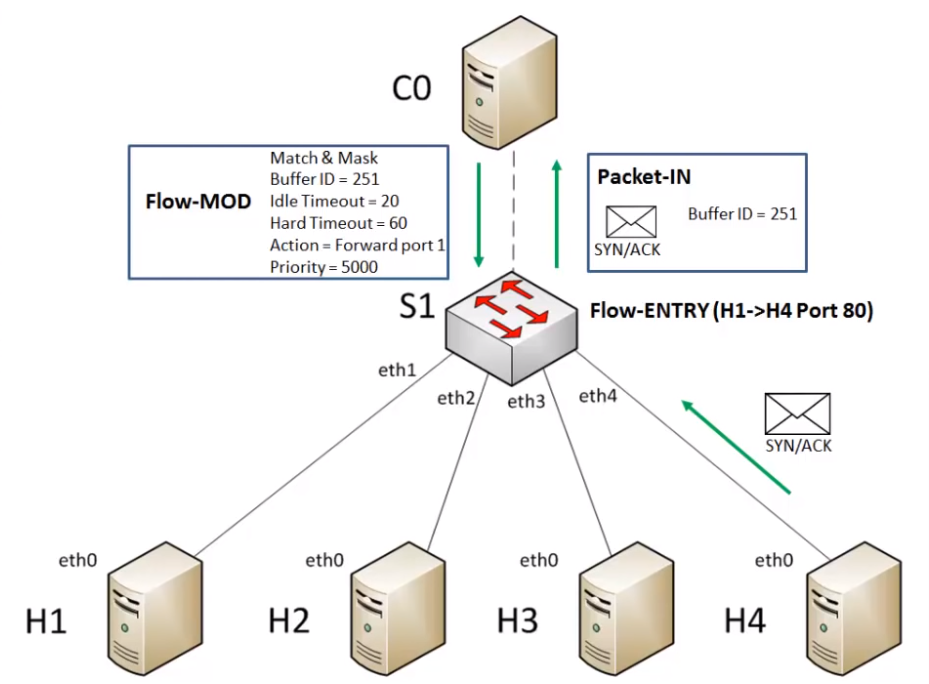 C0
Match & Mask
Flow-MOD
Buffer ID = 251
Idle Timeout = 20
Hard Timeout = 60
Action = Forward port 1
Priority = 5000
Packet-IN
Buffer ID = 251
SYN/ACK
S1
Flow-ENTRY (H1->H4 Port 80)
eth1
eth2
eth3
eth4
SYN/ACK
eth0
eth0
eth0
eth0
H1
H2
H3
H4